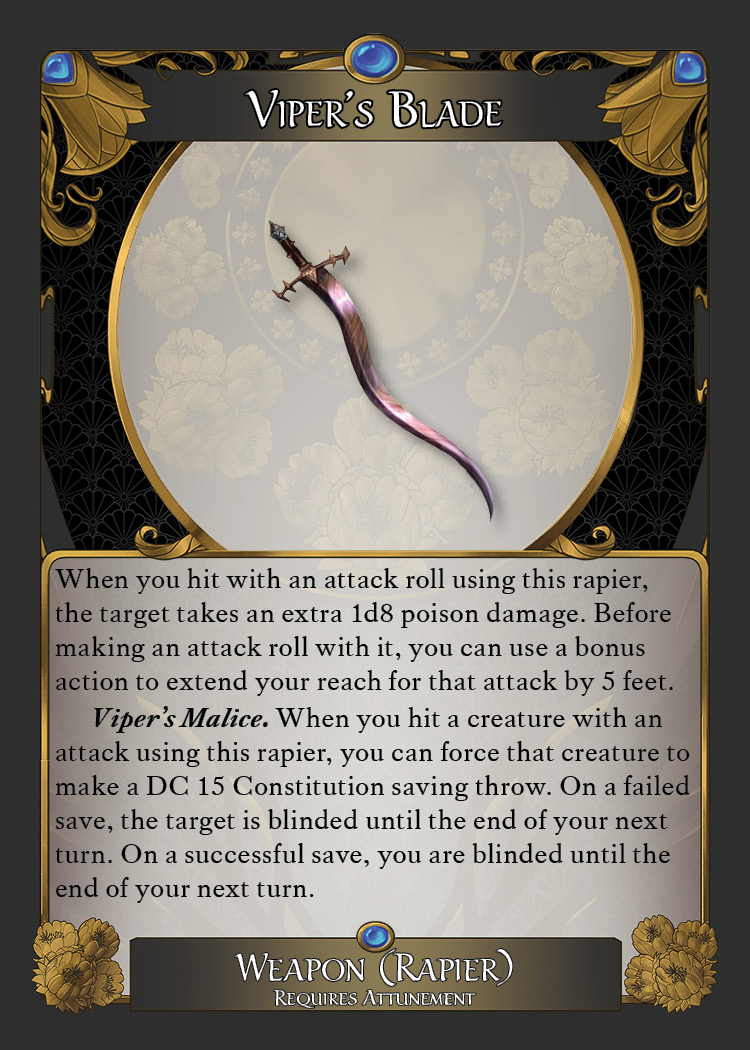 Viper's Blade
When you hit with an attack roll using this rapier,
the target takes an extra 1d8 poison damage. Before
making an attack roll with it, you can use a bonus
action to extend your reach for that attack by 5 feet.
Viper's Malice. When you hit a creature with an
attack using this rapier, you can force that creature to
make a DC 15 Constitution saving throw. On a failed
save, the target is blinded until the end of your next
turn. On a successful save, you are blinded until the
end of your next turn.
Weapon (Rapier)
Requires Attunement